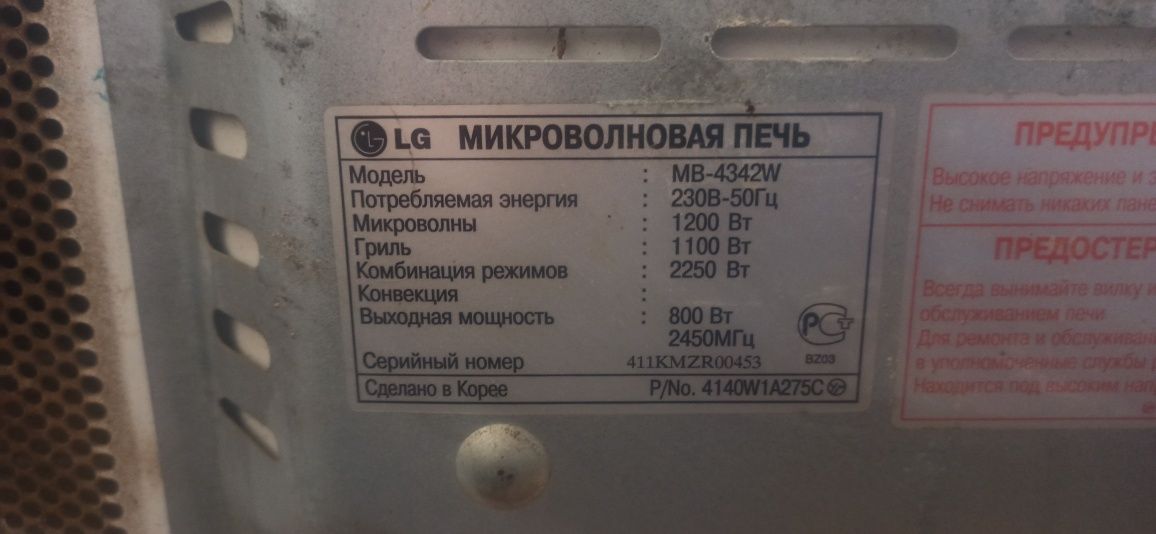 LG МИКРОВОЛНОВАЯ ПЕЧЬ
Модель : MB-4342W
Потребляемая энергия : 230В-50Гц
Микроволны : 1200 Вт
Гриль : 1100 Вт
Комбинация режимов : 2250 Вт
Конвекция :
Выходная мощность : 800 Вт
2450МГц
Серийный номер 411KMZR00453
BZ03
Сделано в Корее P/No. 4140W1A275C
ПРЕДУПРЕ
Высокое напряжение и э
Не снимать никаких пане
ПРЕДОСТЕР
Всегда вынимайте вилку и
обслуживанием печи
Для ремонта и обслуживан
в уполномоченные службы
Находится под высоким нап